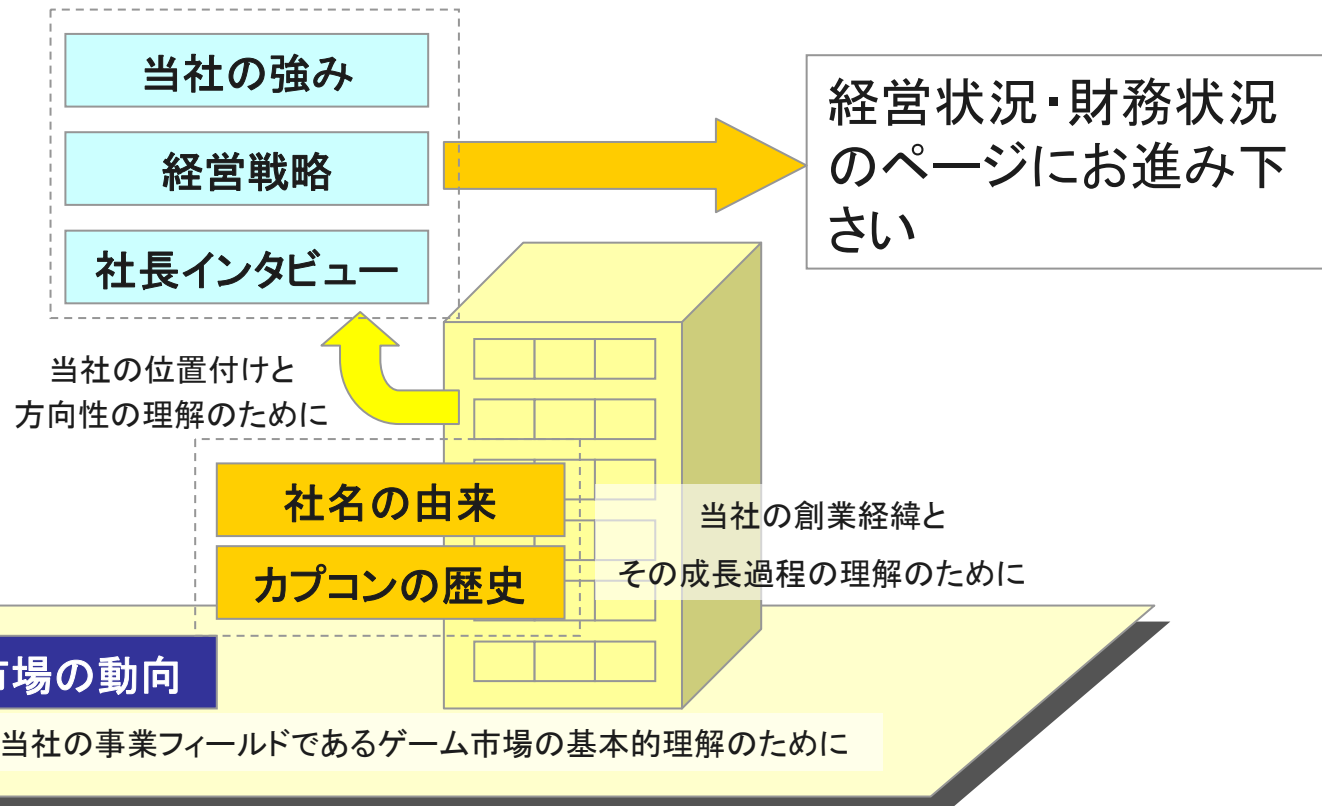 当社の強み
経営戦略
社長インタビュー
経営状況・財務状況
のページにお進み下
さい
当社の位置付けと
方向性の理解のために
社名の由来
カプコンの歴史
当社の創業経緯と
その成長過程の理解のために
市場の動向
当社の事業フィールドであるゲーム市場の基本的理解のために